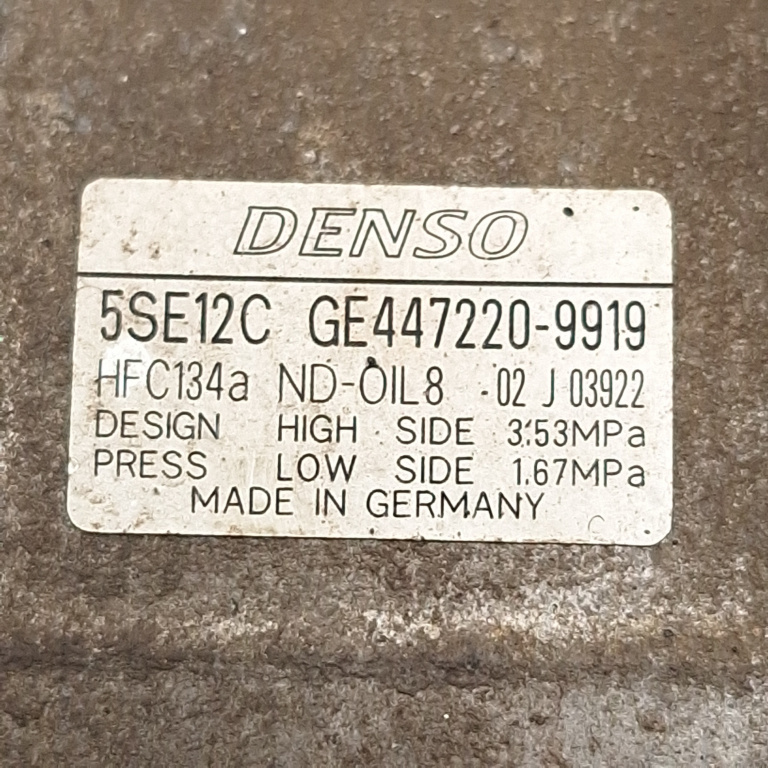 DENSO
5SE12C GE447220-9919
HFC134a ND-OIL8 02 J 03922
DESIGN HIGH SIDE 3.53MPa
PRESS LOW SIDE 1.67MPa
MADE IN GERMANY